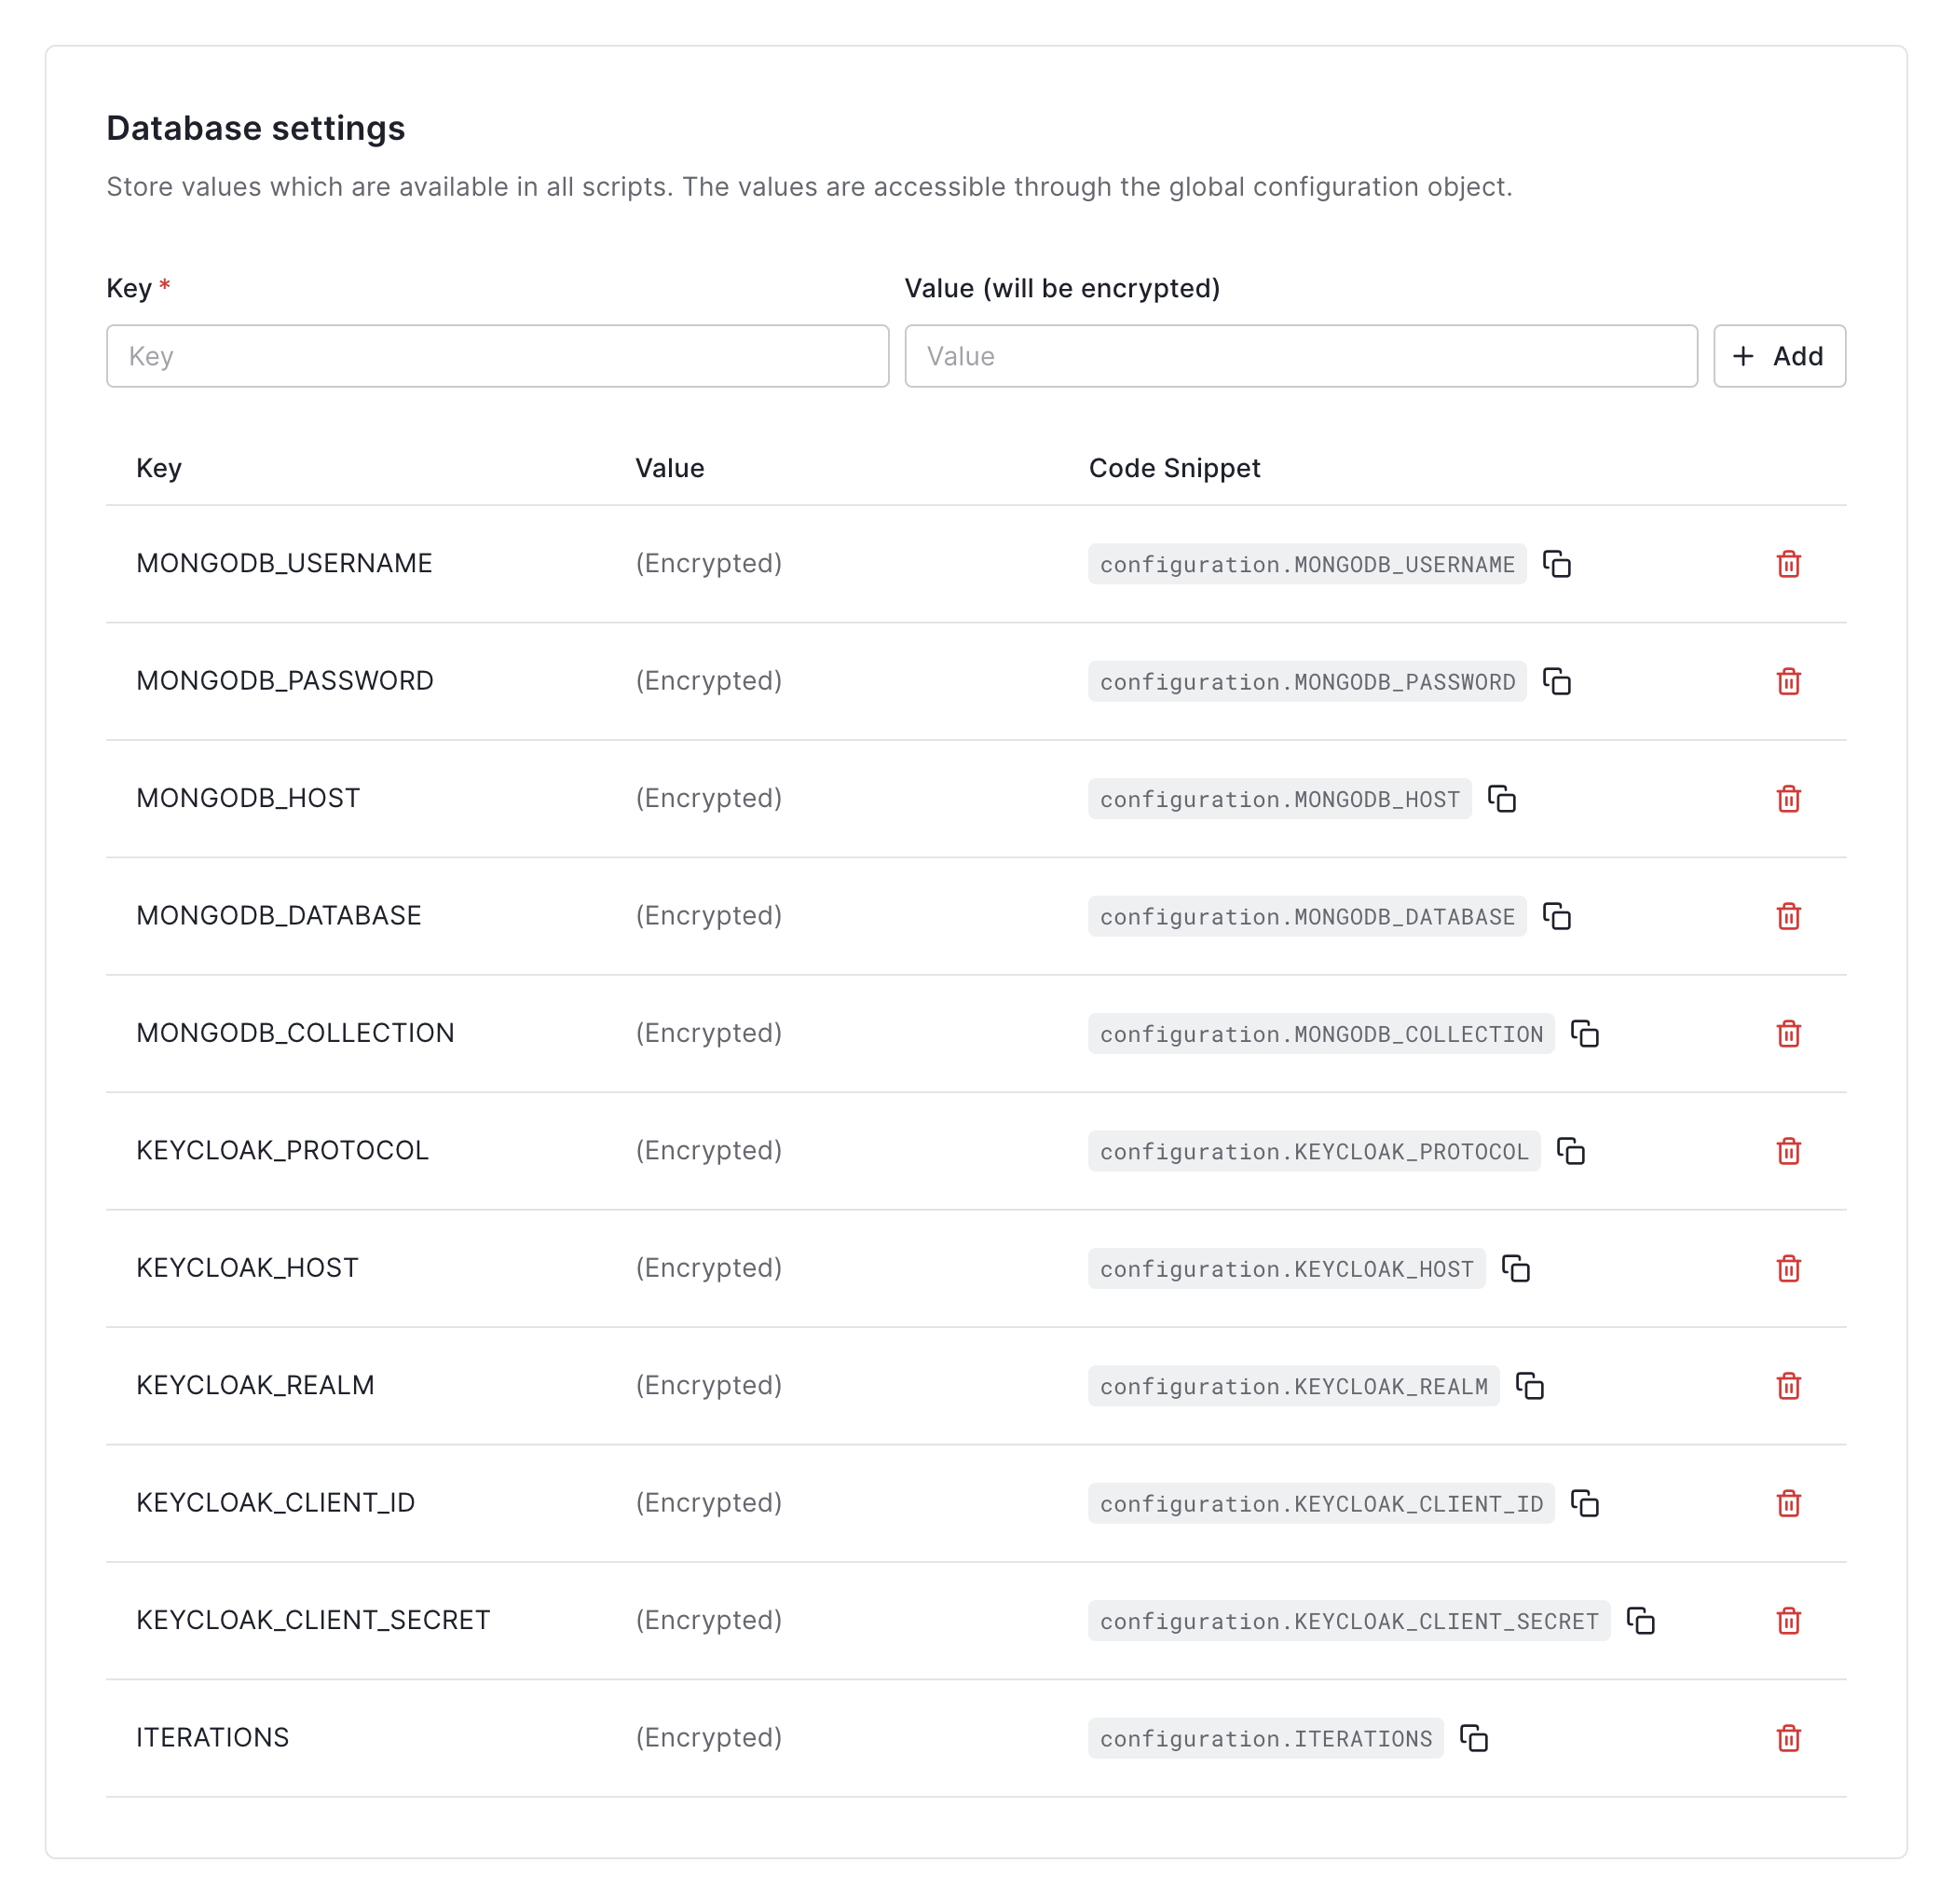 Database settings
Store values which are available in all scripts. The values are accessible through the global configuration object.
Key * Value (will be encrypted)
Key Value + Add
Key Value Code Snippet
MONGODB_USERNAME (Encrypted) configuration.MONGODB_USERNAME
MONGODB_PASSWORD (Encrypted) configuration.MONGODB_PASSWORD
MONGODB_HOST (Encrypted) configuration.MONGODB_HOST
MONGODB_DATABASE (Encrypted) configuration.MONGODB_DATABASE
MONGODB_COLLECTION (Encrypted) configuration.MONGODB_COLLECTION
KEYCLOAK_PROTOCOL (Encrypted) configuration.KEYCLOAK_PROTOCOL
KEYCLOAK_HOST (Encrypted) configuration.KEYCLOAK_HOST
KEYCLOAK_REALM (Encrypted) configuration.KEYCLOAK_REALM
KEYCLOAK_CLIENT_ID (Encrypted) configuration.KEYCLOAK_CLIENT_ID
KEYCLOAK_CLIENT_SECRET (Encrypted) configuration.KEYCLOAK_CLIENT_SECRET
ITERATIONS (Encrypted) configuration.ITERATIONS